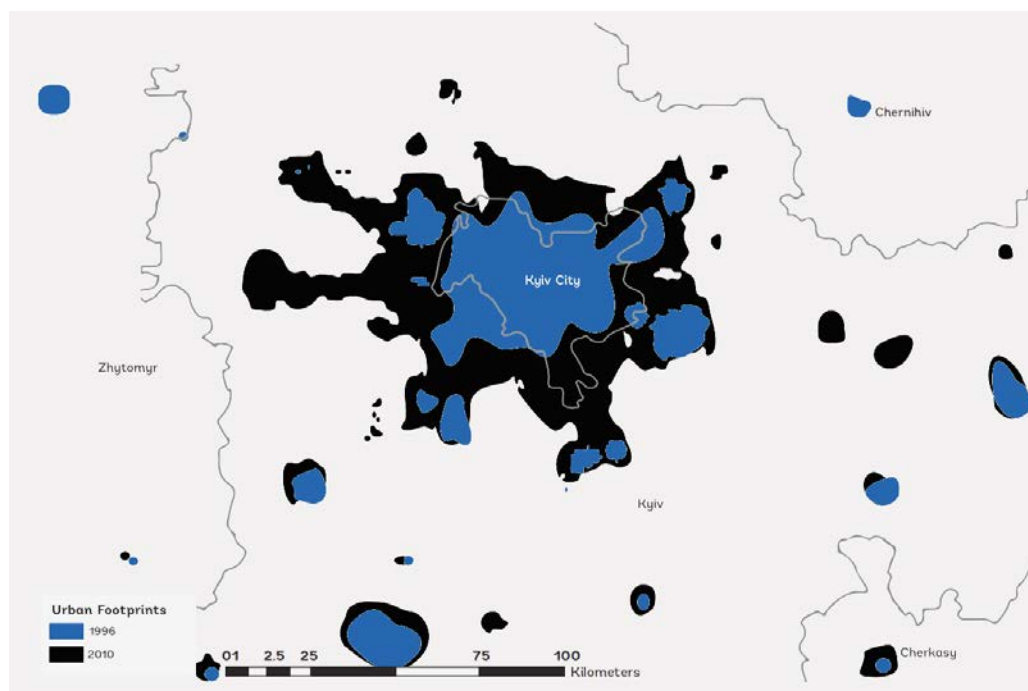 Chernihiv
Kyiv City
Zhytomyr
Kyiv
Urban Footprints
1996
2010
01 2.5 25 75 100
Kilometers
Cherkasy